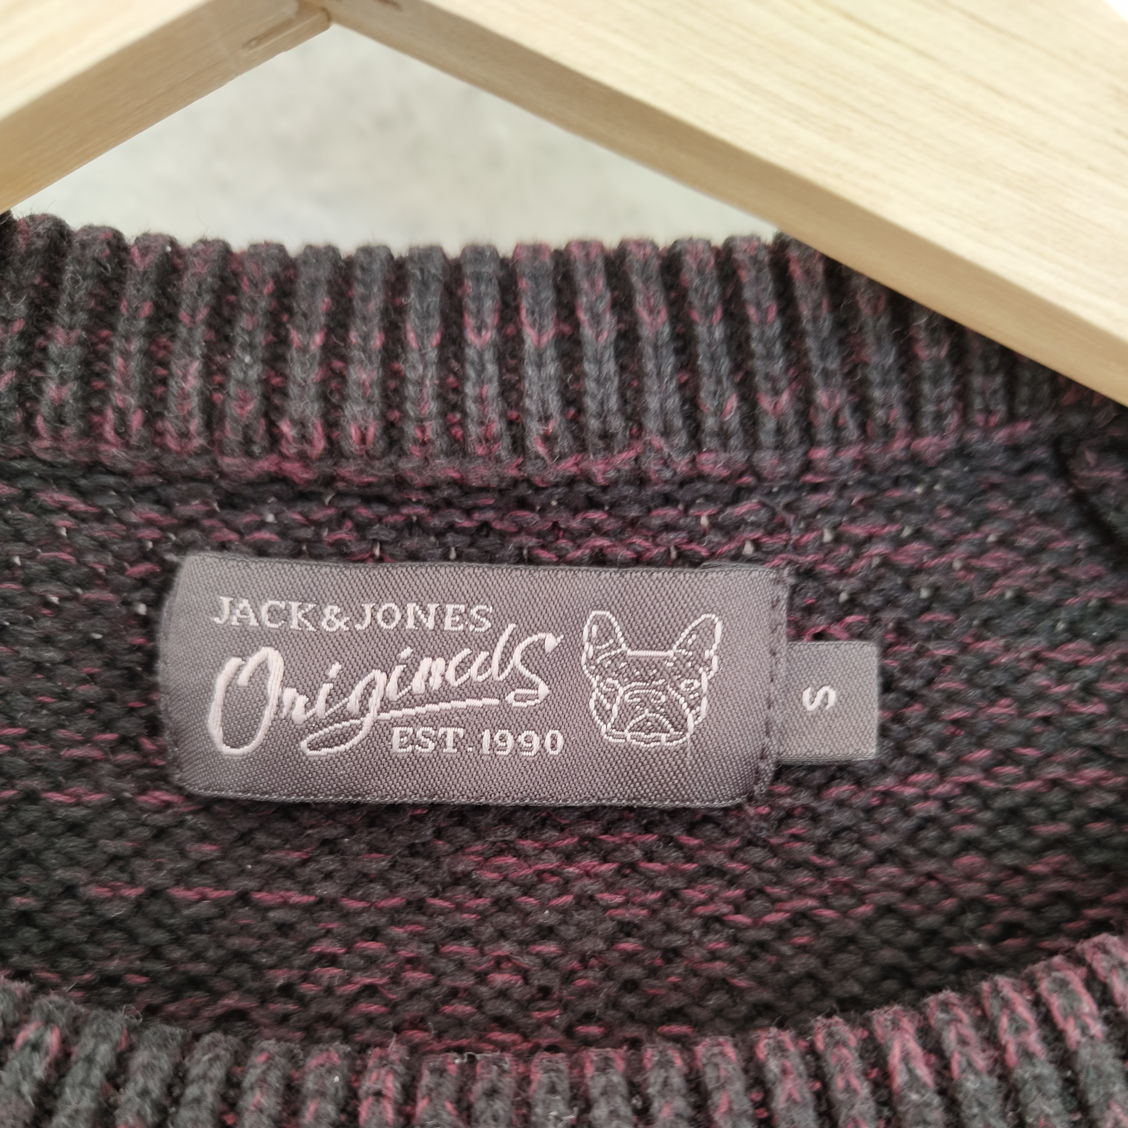 JACK&JONES
Originals
EST. 1990
S